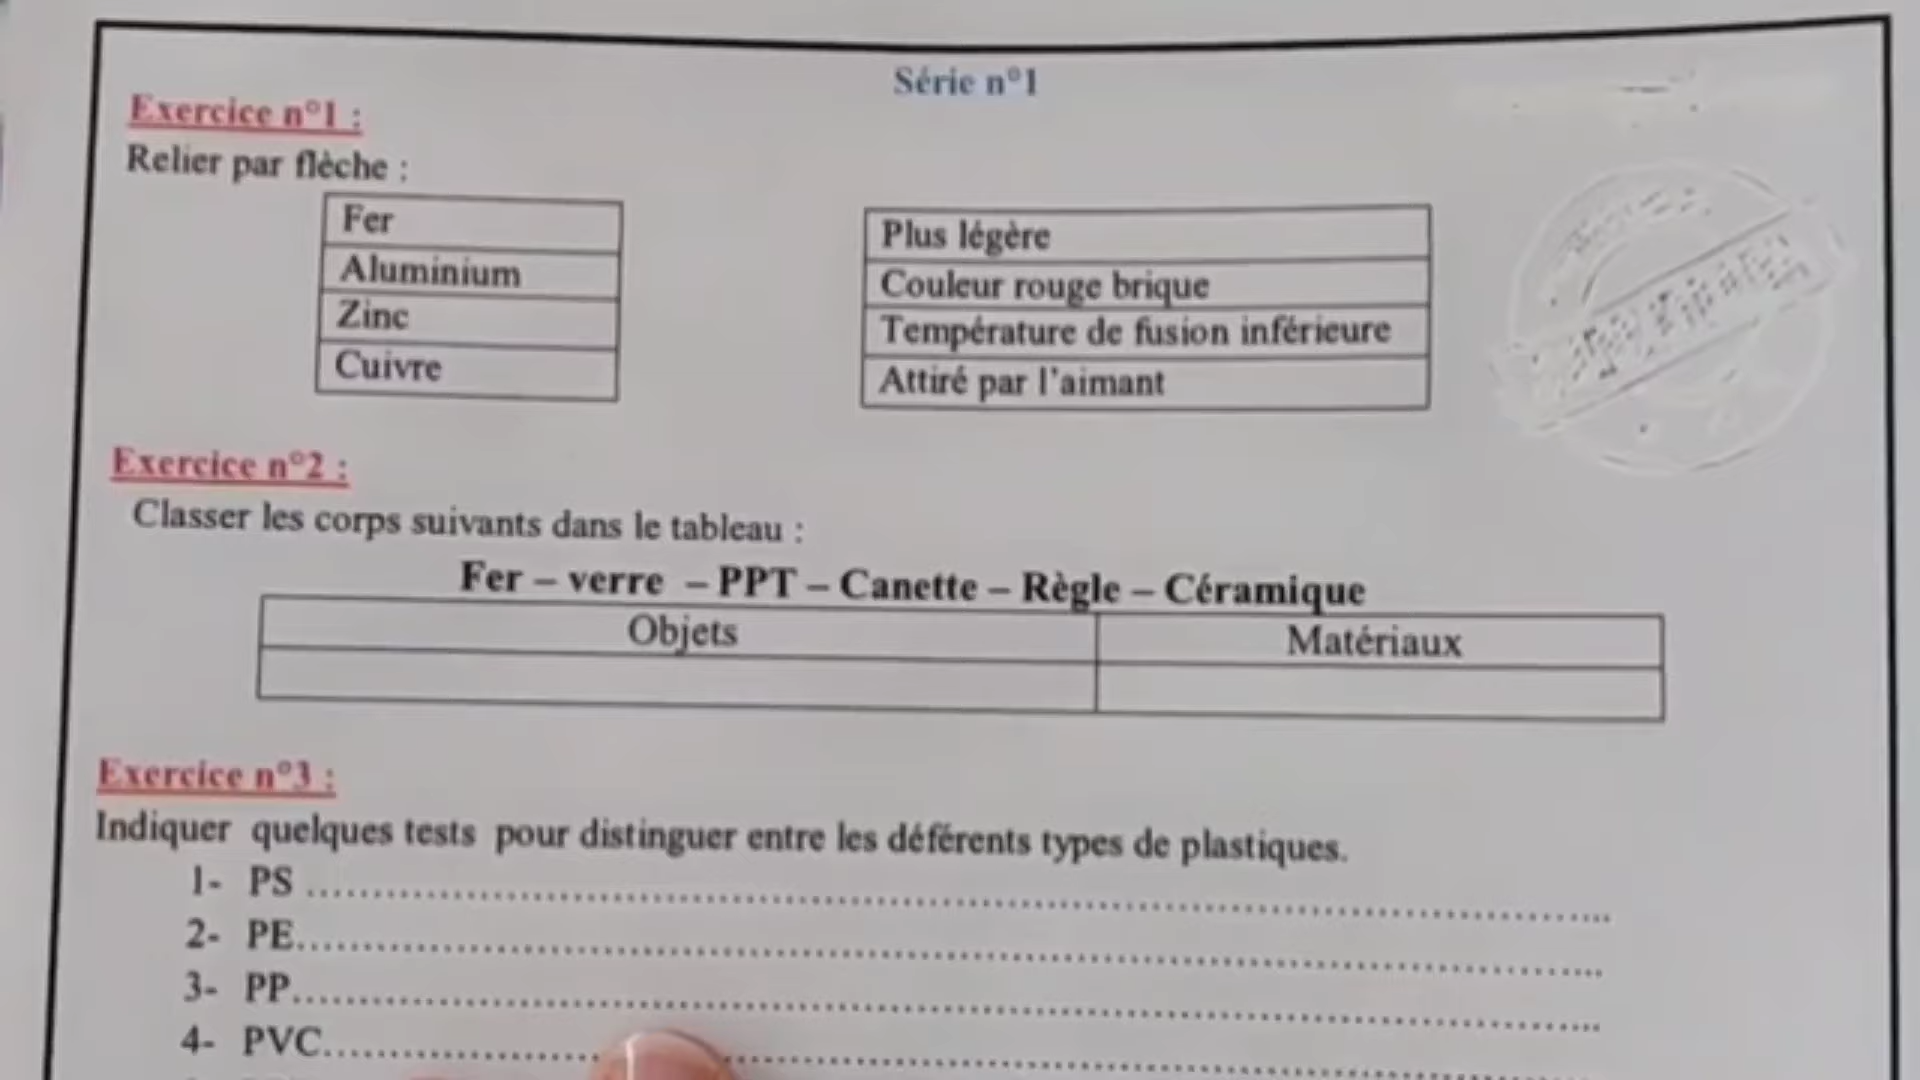 Série n°1
Exercice n°1 :
Relier par flèche :
Fer
Aluminium
Zinc
Cuivre
Plus légère
Couleur rouge brique
Température de fusion inférieure
Attiré par l'aimant
Exercice n°2 :
Classer les corps suivants dans le tableau :
Fer – verre – PPT – Canette – Règle – Céramique
Objets
Matériaux
Exercice n°3 :
Indiquer quelques tests pour distinguer entre les déférents types de plastiques.
1- PS ..........
2- PE..........
3- PP..........
4- PVC..........